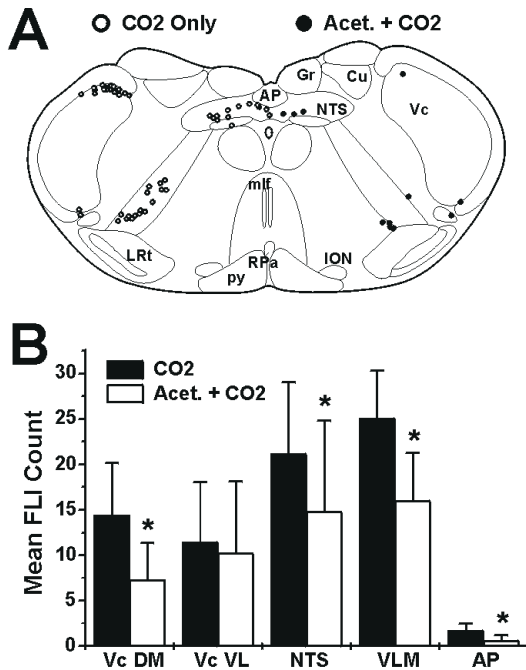 A
CO2 Only
Acet. + CO2
AP
Gr
Cu
NTS
Vc
mlf
LRt
RPa
ION
py
B
CO2
Acet. + CO2
Mean FLI Count
30
25
20
15
10
5
0
*
*
*
*
Vc DM
Vc VL
NTS
VLM
AP